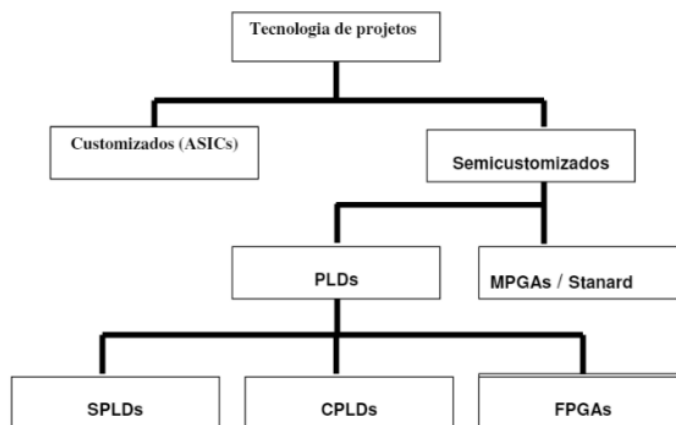 Tecnologia de projetos
Customizados (ASICs)
Semicustomizados
PLDs
MPGAs / Stanard
SPLDs
CPLDs
FPGAs